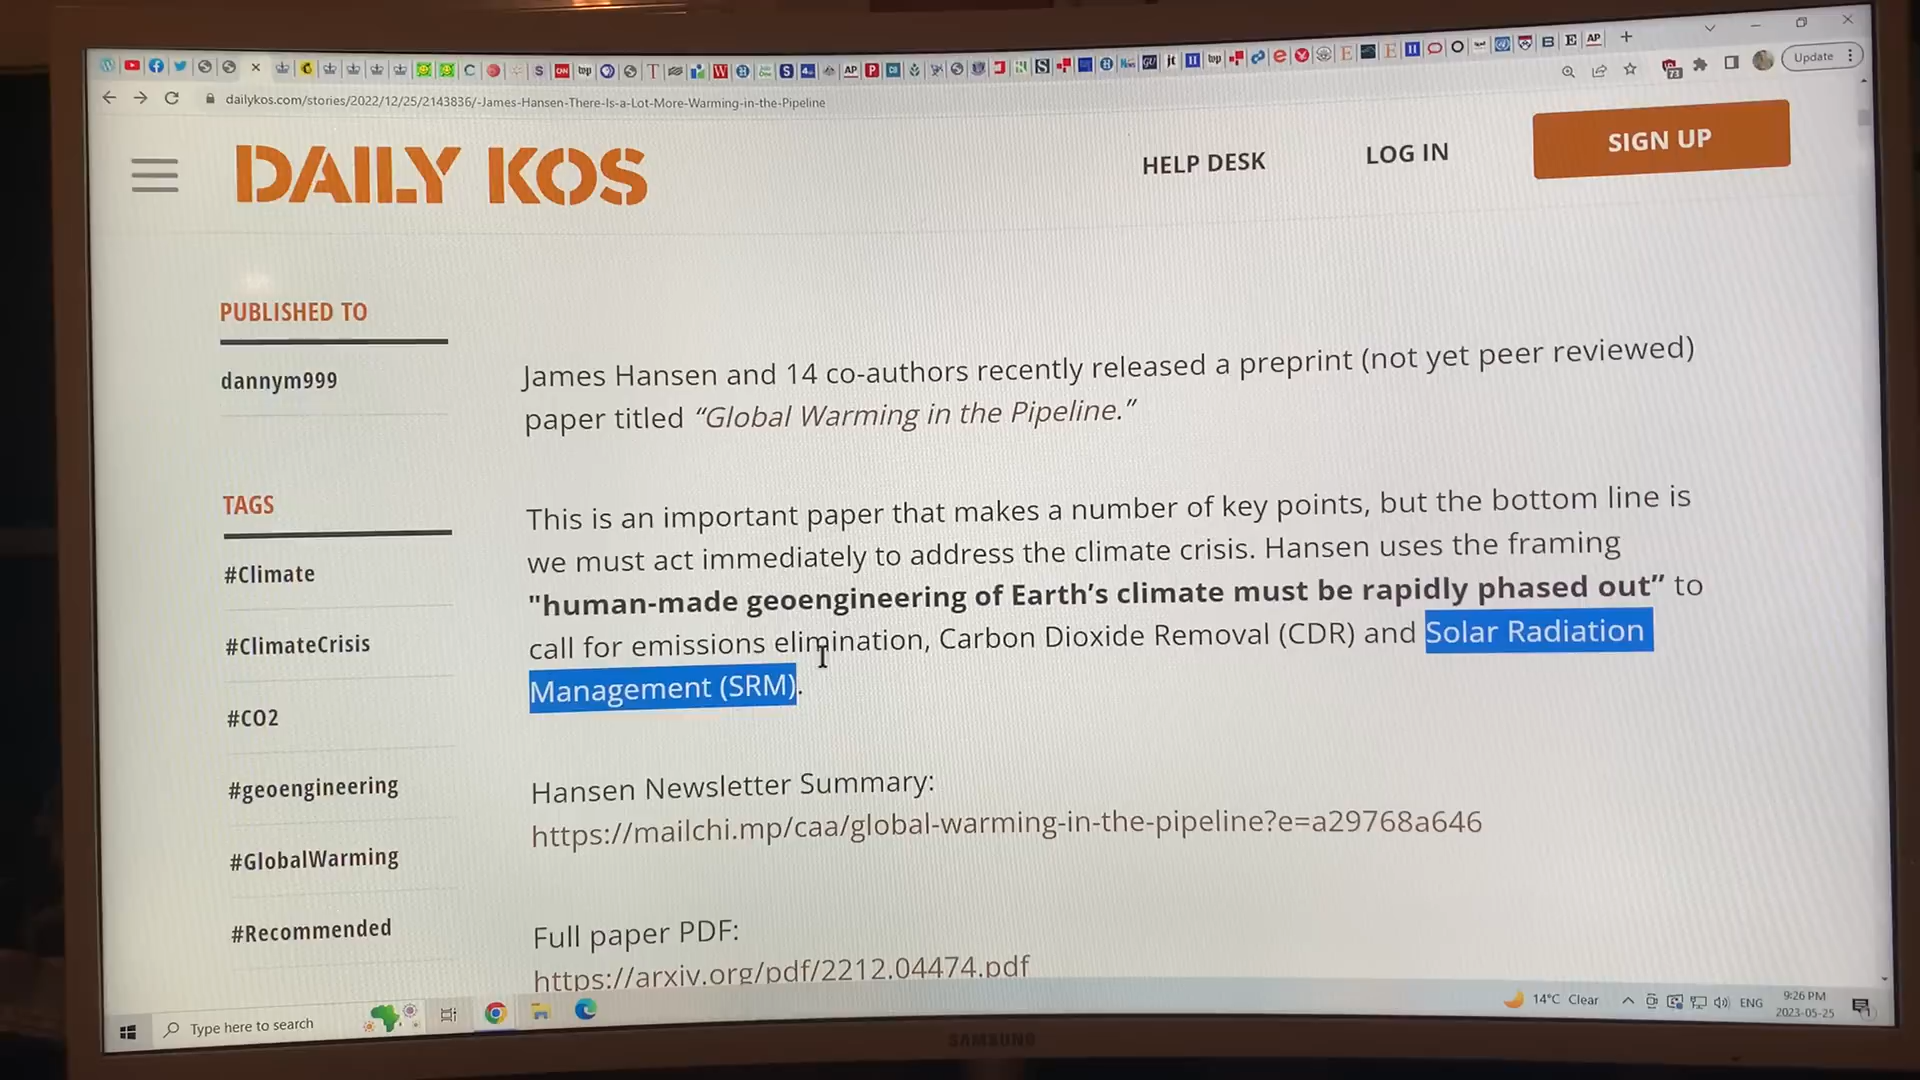 Update
dailykos.com/stories/2022/12/25/2143836/-James-Hansen-There-Is-a-Lot-More-Warming-in-the-Pipeline
DAILY KOS
HELP DESK
LOG IN
SIGN UP
PUBLISHED TO
dannym999
TAGS
#Climate
#ClimateCrisis
#CO2
#geoengineering
#GlobalWarming
#Recommended
James Hansen and 14 co-authors recently released a preprint (not yet peer reviewed)
paper titled “Global Warming in the Pipeline.”
This is an important paper that makes a number of key points, but the bottom line is
we must act immediately to address the climate crisis. Hansen uses the framing
"human-made geoengineering of Earth’s climate must be rapidly phased out” to
call for emissions elimination, Carbon Dioxide Removal (CDR) and Solar Radiation
Management (SRM).
Hansen Newsletter Summary:
https://mailchi.mp/caa/global-warming-in-the-pipeline?e=a29768a646
Full paper PDF:
https://arxiv.org/pdf/2212.04474.pdf
Type here to search
14°C Clear
ENG
9:26 PM
2023-05-25
SAMSUNG